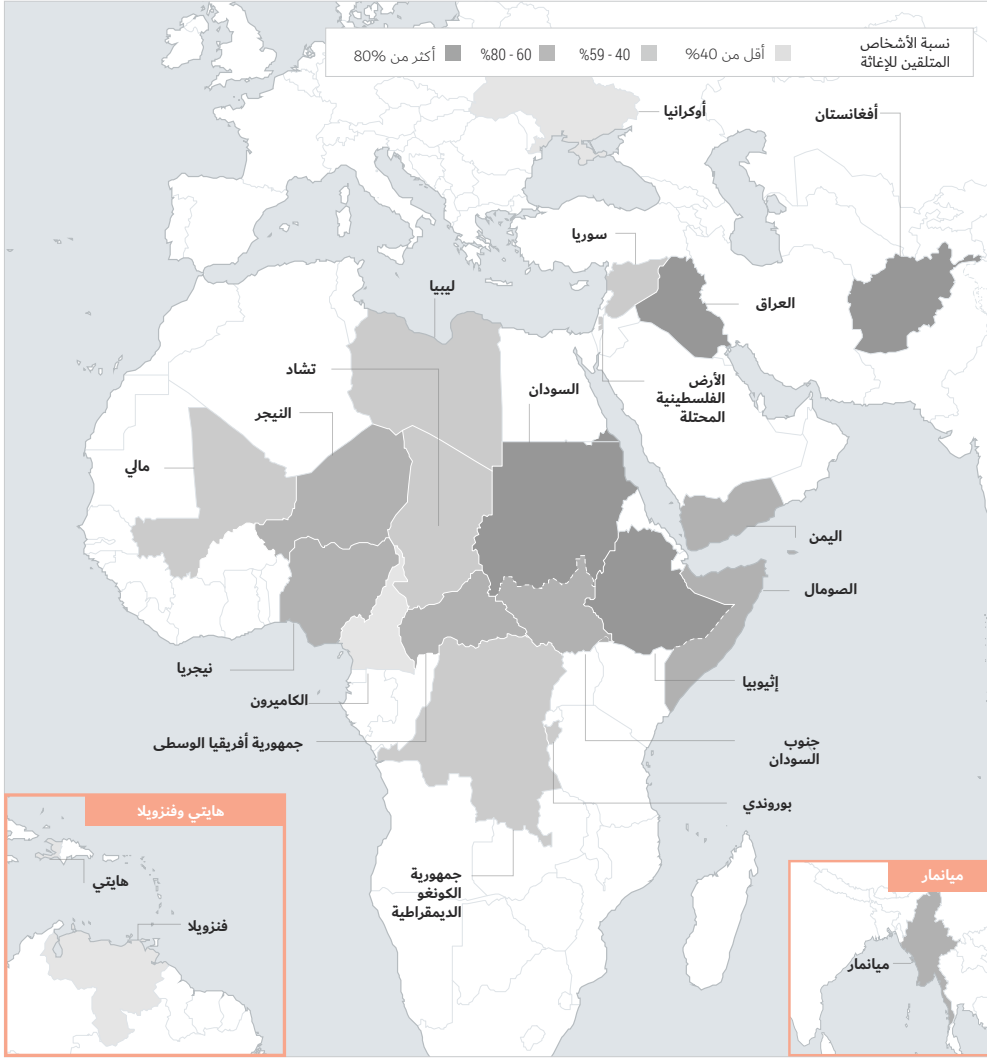 نسبة الأشخاص
المتلقين للإغاثة
أقل من 40%
40 - 59%
60 - 80%
أكثر من 80%
أوكرانيا
أفغانستان
سوريا
العراق
ليبيا
تشاد
النيجر
مالي
السودان
الأرض
الفلسطينية
المحتلة
اليمن
الصومال
نيجريا
إثيوبيا
الكاميرون
جمهورية أفريقيا الوسطى
جنوب
السودان
بوروندي
جمهورية
الكونغو
الديمقراطية
هايتي وفنزويلا
هايتي
فنزويلا
ميانمار
ميانمار